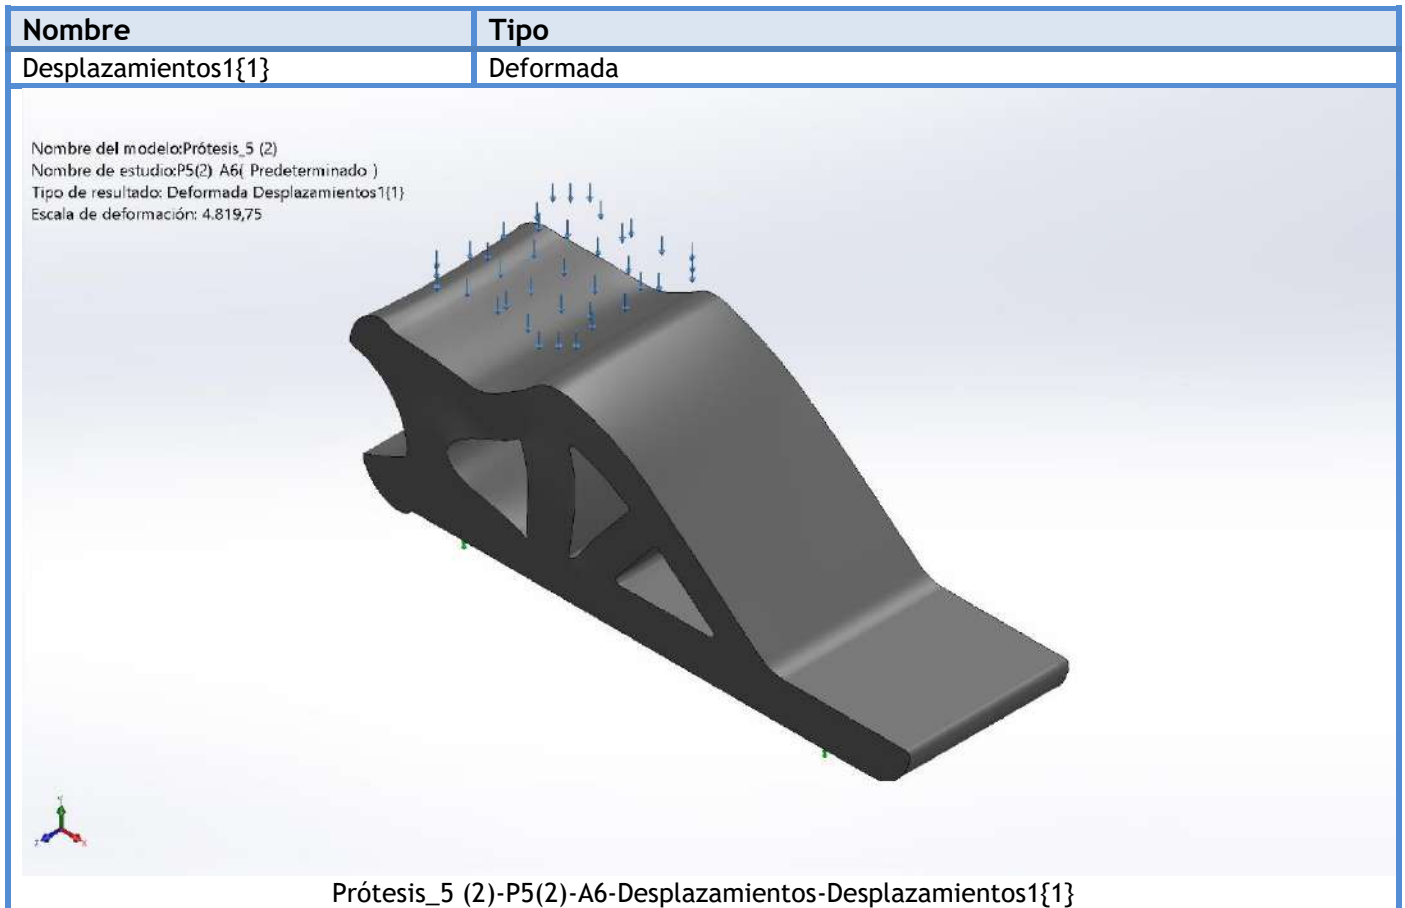 Nombre Tipo
Desplazamientos1{1} Deformada
Nombre del modelo:Prótesis_5 (2)
Nombre de estudio:P5(2) A6( Predeterminado )
Tipo de resultado: Deformada Desplazamientos1{1}
Escala de deformación: 4.819,75
Y
Z X
Prótesis_5 (2)-P5(2)-A6-Desplazamientos-Desplazamientos1{1}